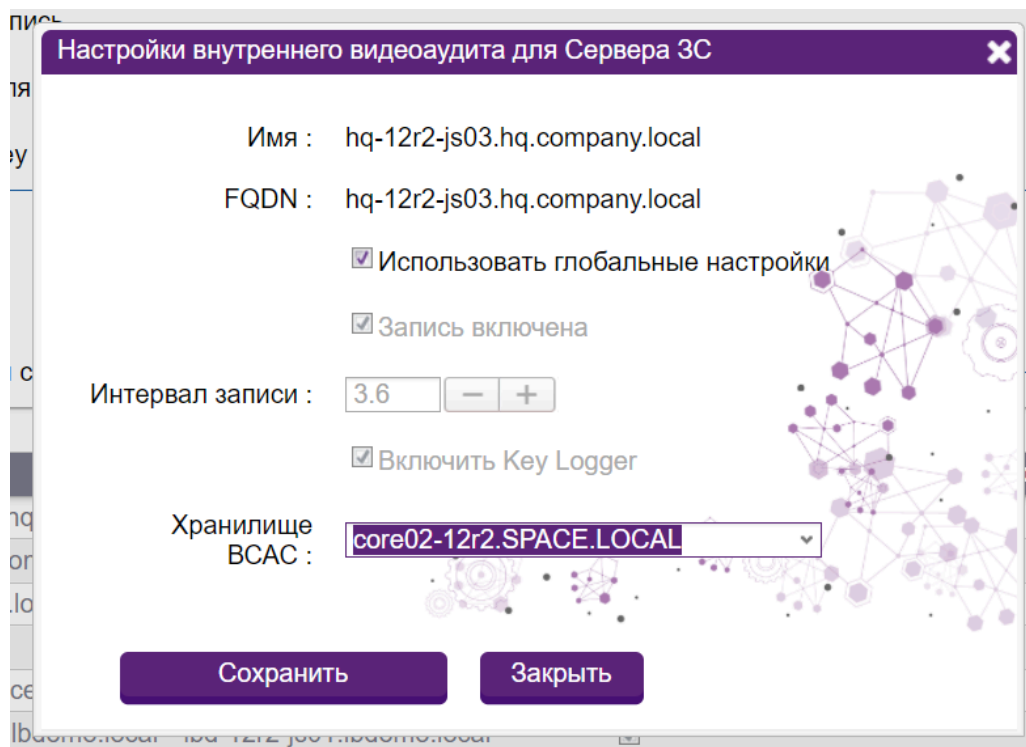 Настройки внутреннего видеоаудита для Сервера ЗС
Имя : hq-12r2-js03.hq.company.local
FQDN : hq-12r2-js03.hq.company.local
Использовать глобальные настройки
Запись включена
Интервал записи : 3.6 − +
Включить Key Logger
Хранилище
ВСАС :
core02-12r2.SPACE.LOCAL
Сохранить Закрыть